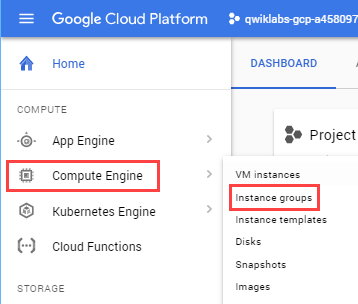 Google Cloud Platform
qwiklabs-gcp-a458097
Home
DASHBOARD
COMPUTE
App Engine
Project
Compute Engine
VM instances
Instance groups
Kubernetes Engine
Instance templates
Cloud Functions
Disks
Snapshots
STORAGE
Images